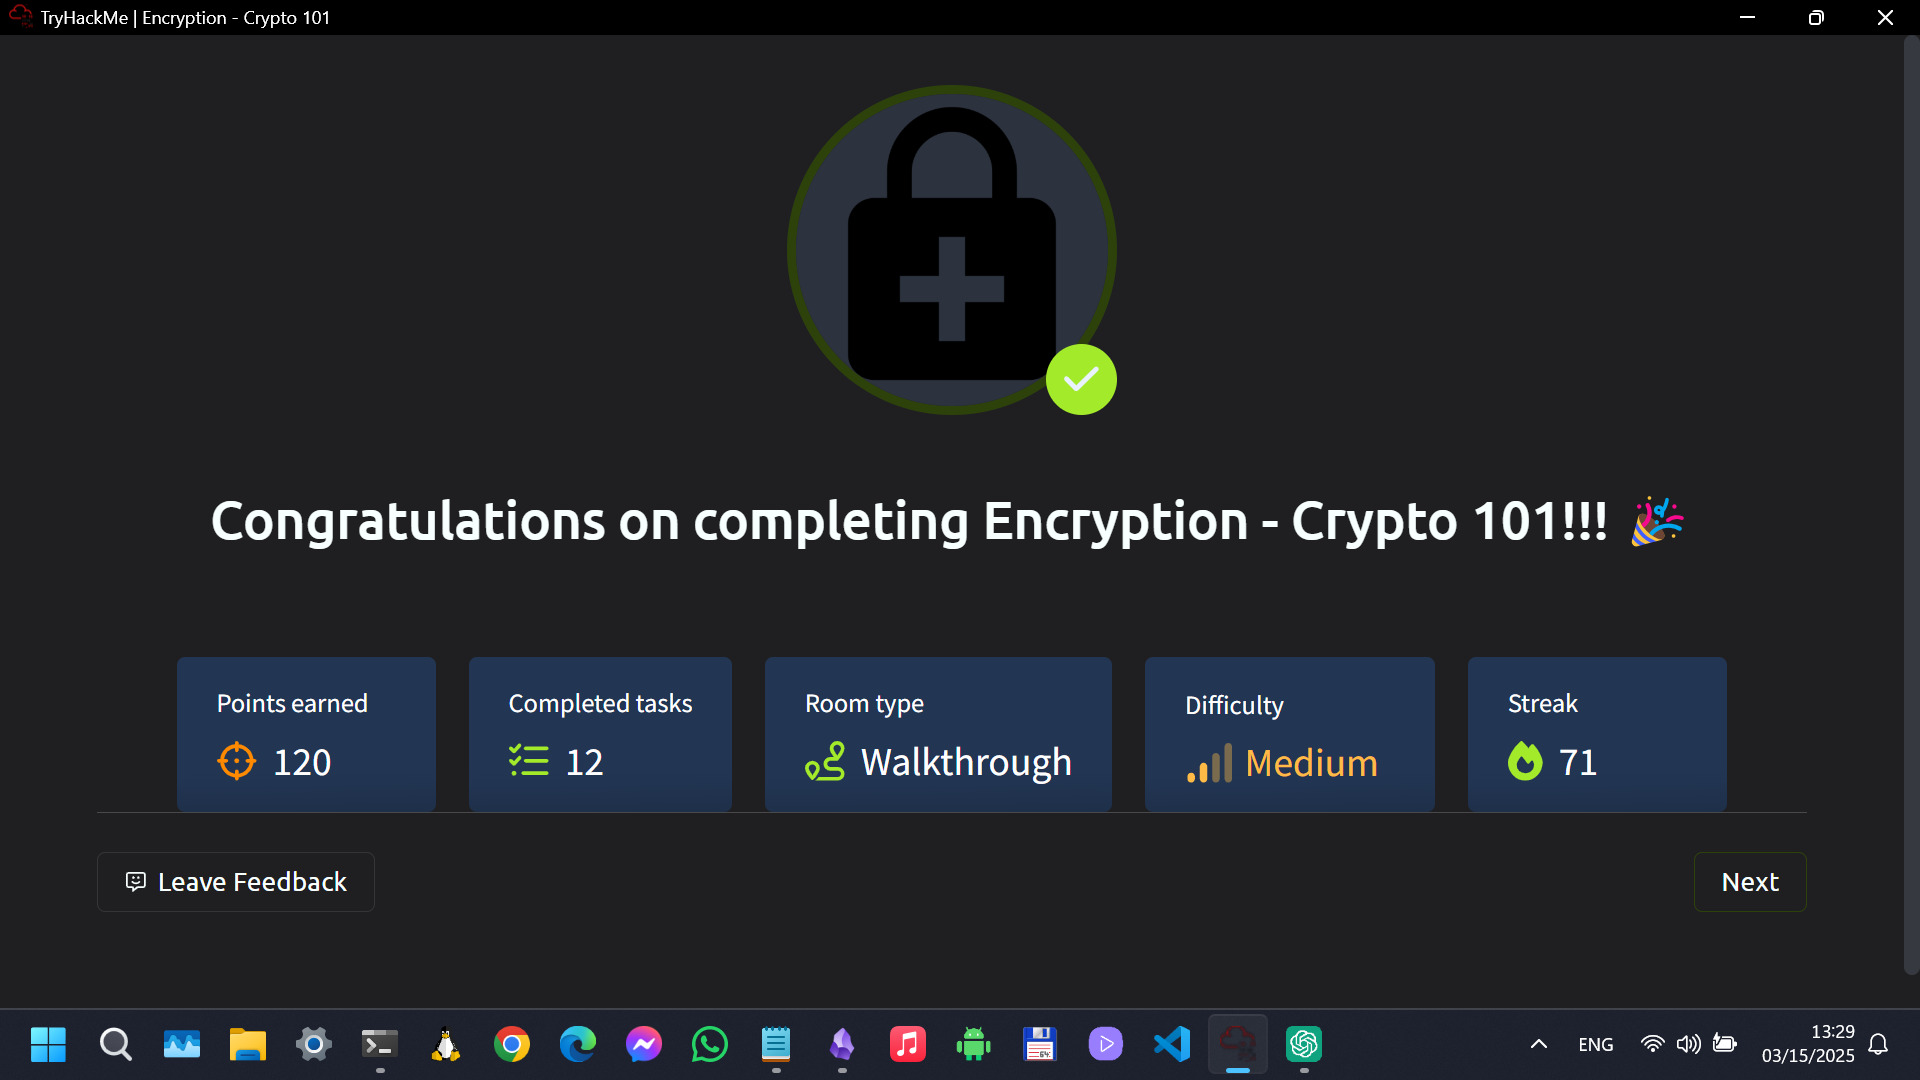 TryHackMe | Encryption - Crypto 101
Congratulations on completing Encryption - Crypto 101!!! 🎉
Points earned
120
Completed tasks
12
Room type
Walkthrough
Difficulty
Medium
Streak
71
Leave Feedback
Next
64
ENG
13:29
03/15/2025